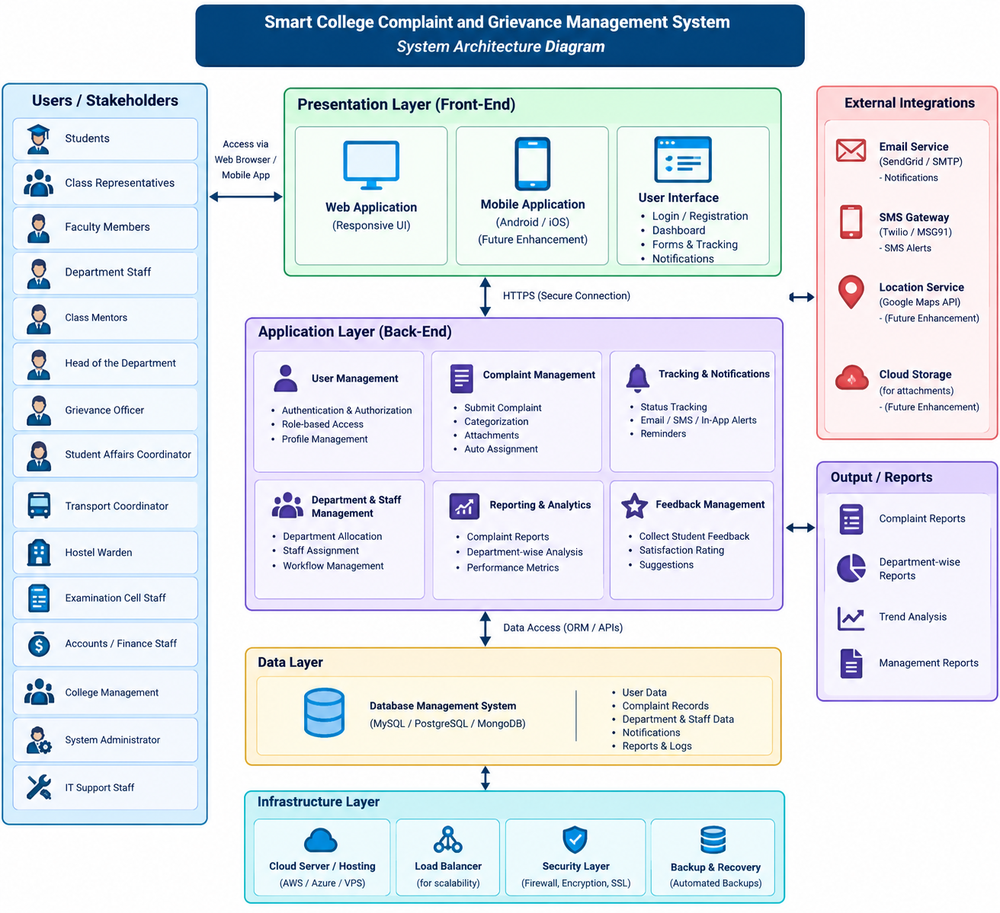 Smart College Complaint and Grievance Management System
System Architecture Diagram
Users / Stakeholders
Students
Class Representatives
Faculty Members
Department Staff
Class Mentors
Head of the Department
Grievance Officer
Student Affairs Coordinator
Transport Coordinator
Hostel Warden
Examination Cell Staff
Accounts / Finance Staff
College Management
System Administrator
IT Support Staff
Access via
Web Browser /
Mobile App
Presentation Layer (Front-End)
Web Application
(Responsive UI)
Mobile Application
(Android / iOS)
(Future Enhancement)
User Interface
• Login / Registration
• Dashboard
• Forms & Tracking
• Notifications
HTTPS (Secure Connection)
Application Layer (Back-End)
User Management
• Authentication & Authorization
• Role-based Access
• Profile Management
Complaint Management
• Submit Complaint
• Categorization
• Attachments
• Auto Assignment
Tracking & Notifications
• Status Tracking
• Email / SMS / In-App Alerts
• Reminders
Department & Staff
Management
• Department Allocation
• Staff Assignment
• Workflow Management
Reporting & Analytics
• Complaint Reports
• Department-wise Analysis
• Performance Metrics
Feedback Management
• Collect Student Feedback
• Satisfaction Rating
• Suggestions
Data Access (ORM / APIs)
Data Layer
Database Management System
(MySQL / PostgreSQL / MongoDB)
• User Data
• Complaint Records
• Department & Staff Data
• Notifications
• Reports & Logs
Infrastructure Layer
Cloud Server / Hosting
(AWS / Azure / VPS)
Load Balancer
(for scalability)
Security Layer
(Firewall, Encryption, SSL)
Backup & Recovery
(Automated Backups)
External Integrations
Email Service
(SendGrid / SMTP)
- Notifications
SMS Gateway
(Twilio / MSG91)
- SMS Alerts
Location Service
(Google Maps API)
- (Future Enhancement)
Cloud Storage
(for attachments)
- (Future Enhancement)
Output / Reports
Complaint Reports
Department-wise
Reports
Trend Analysis
Management Reports